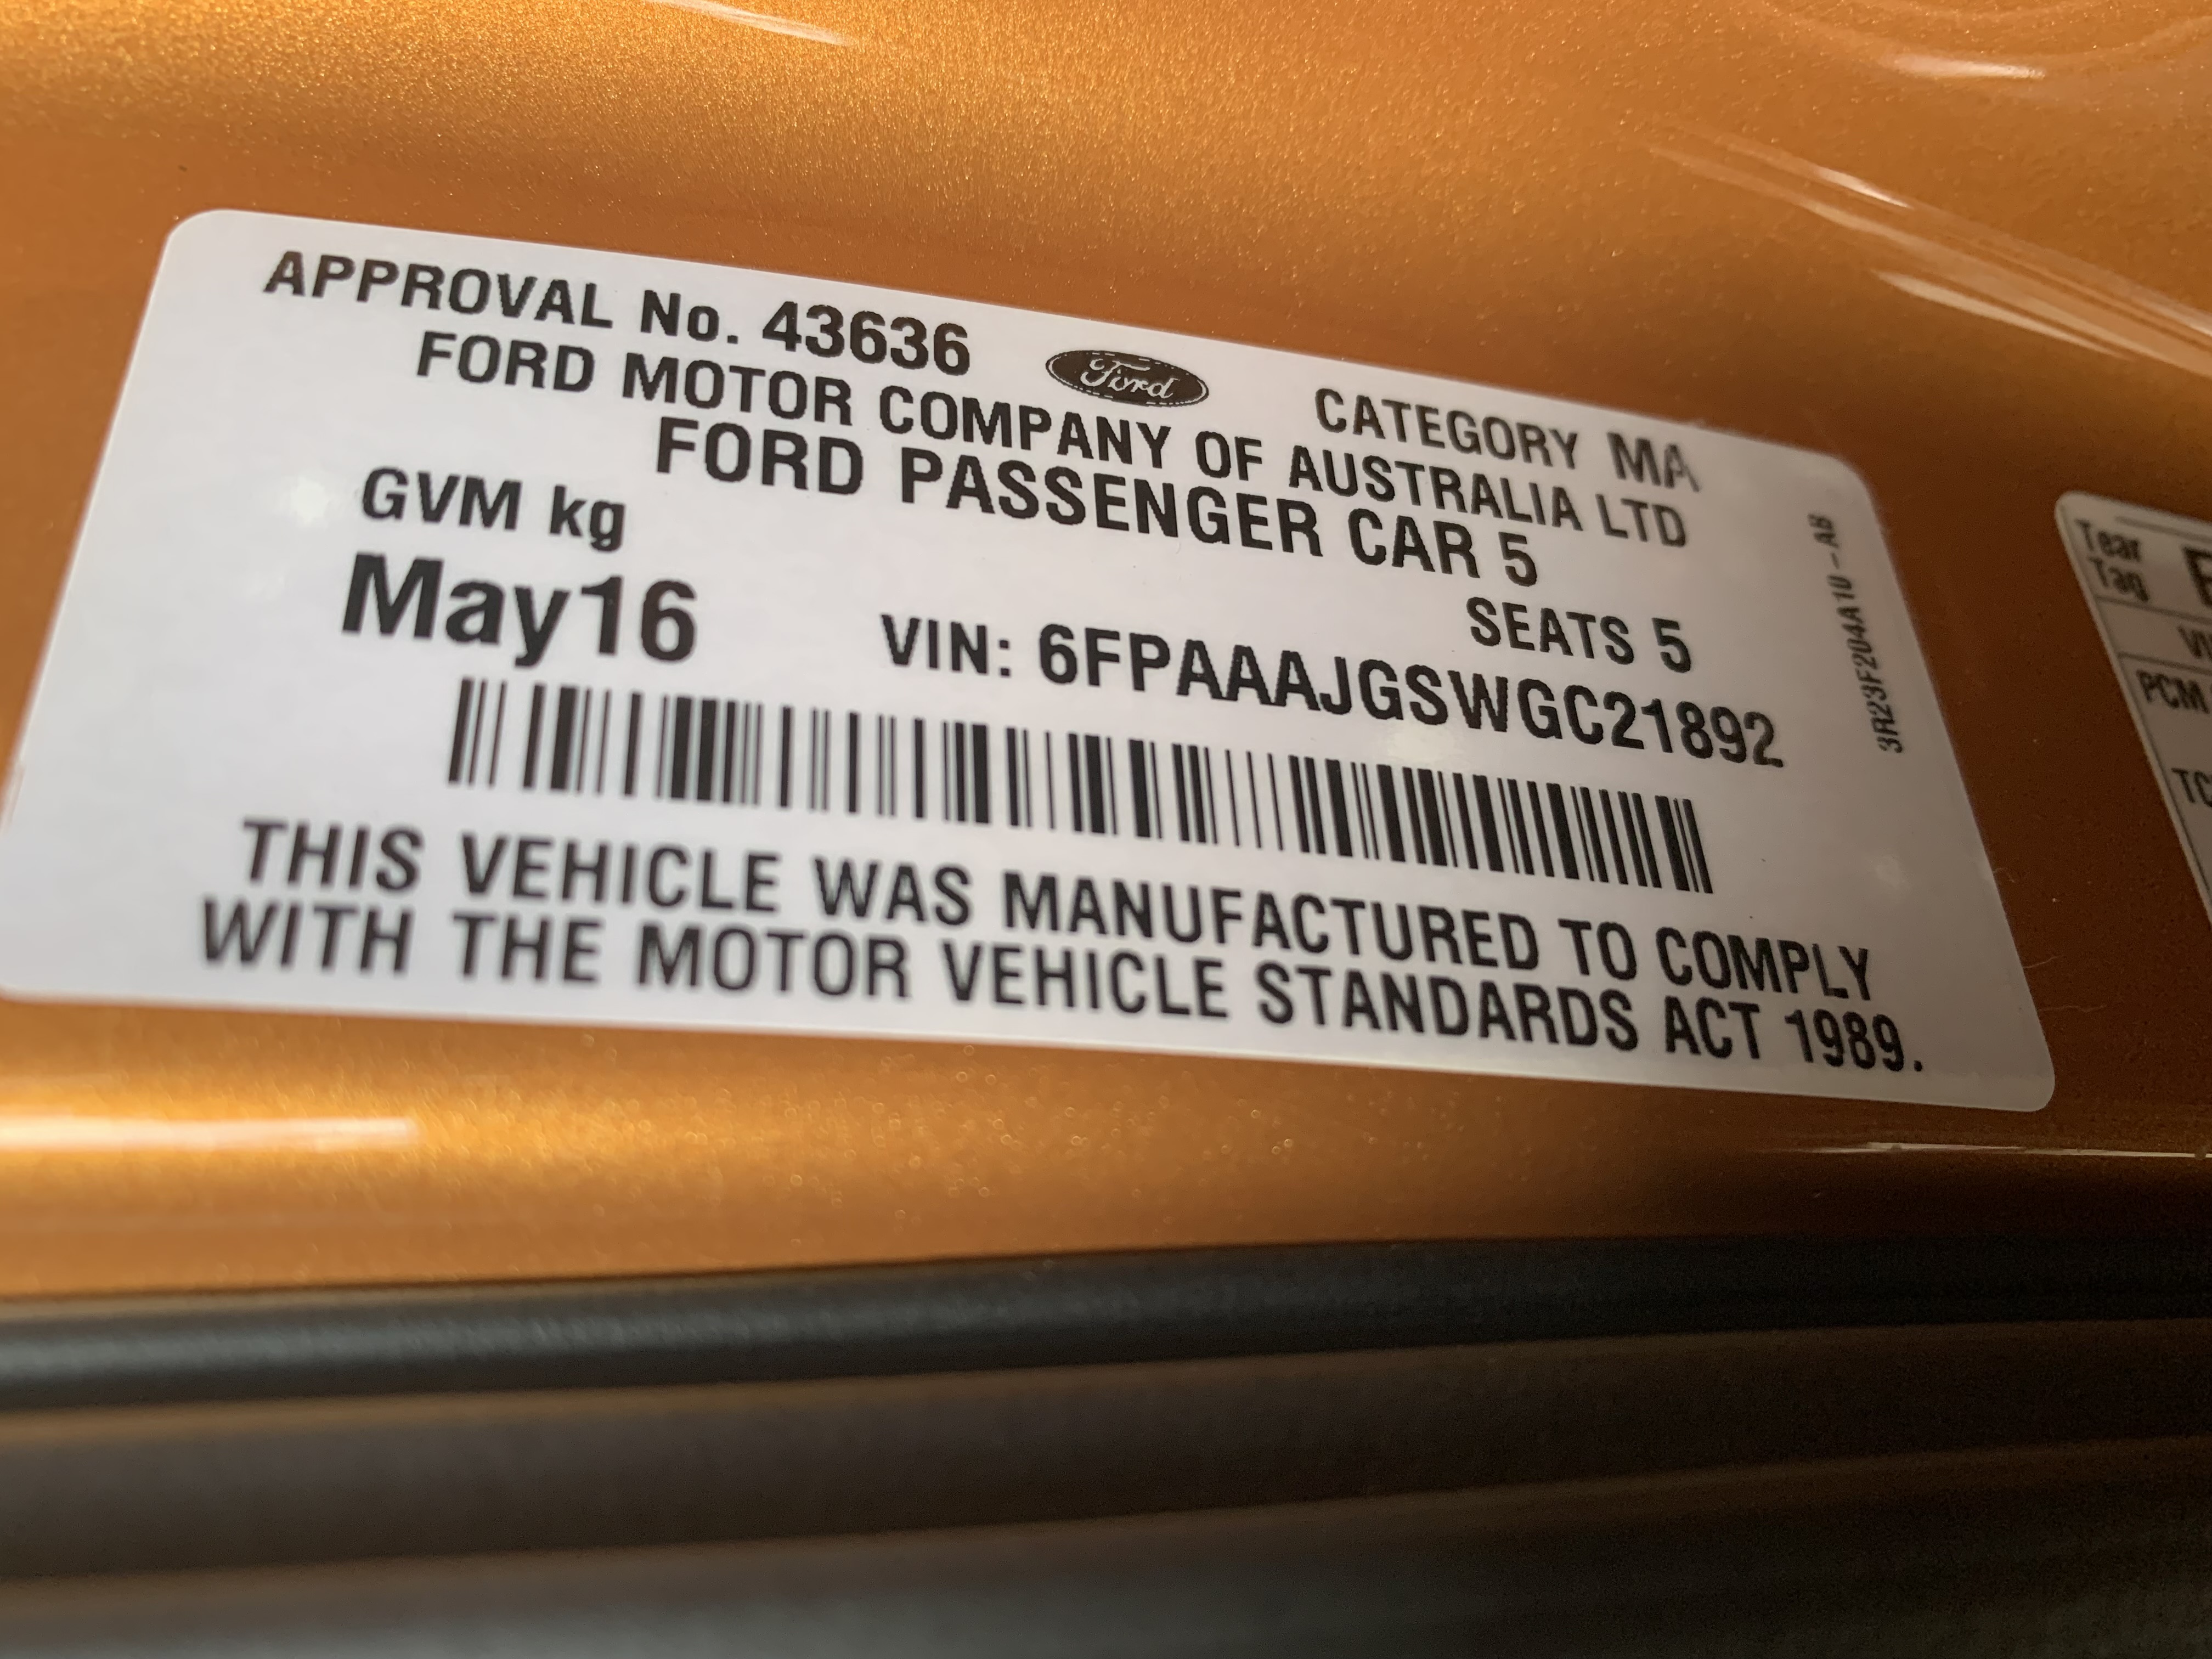 APPROVAL No. 43636
Ford
CATEGORY MA
FORD MOTOR COMPANY OF AUSTRALIA LTD
FORD PASSENGER CAR 5
GVM kg
SEATS 5
May16
VIN: 6FPAAAJGSWGC21892
THIS VEHICLE WAS MANUFACTURED TO COMPLY
WITH THE MOTOR VEHICLE STANDARDS ACT 1989.
3R23F204A10-AB
Tear
Tag
PCM